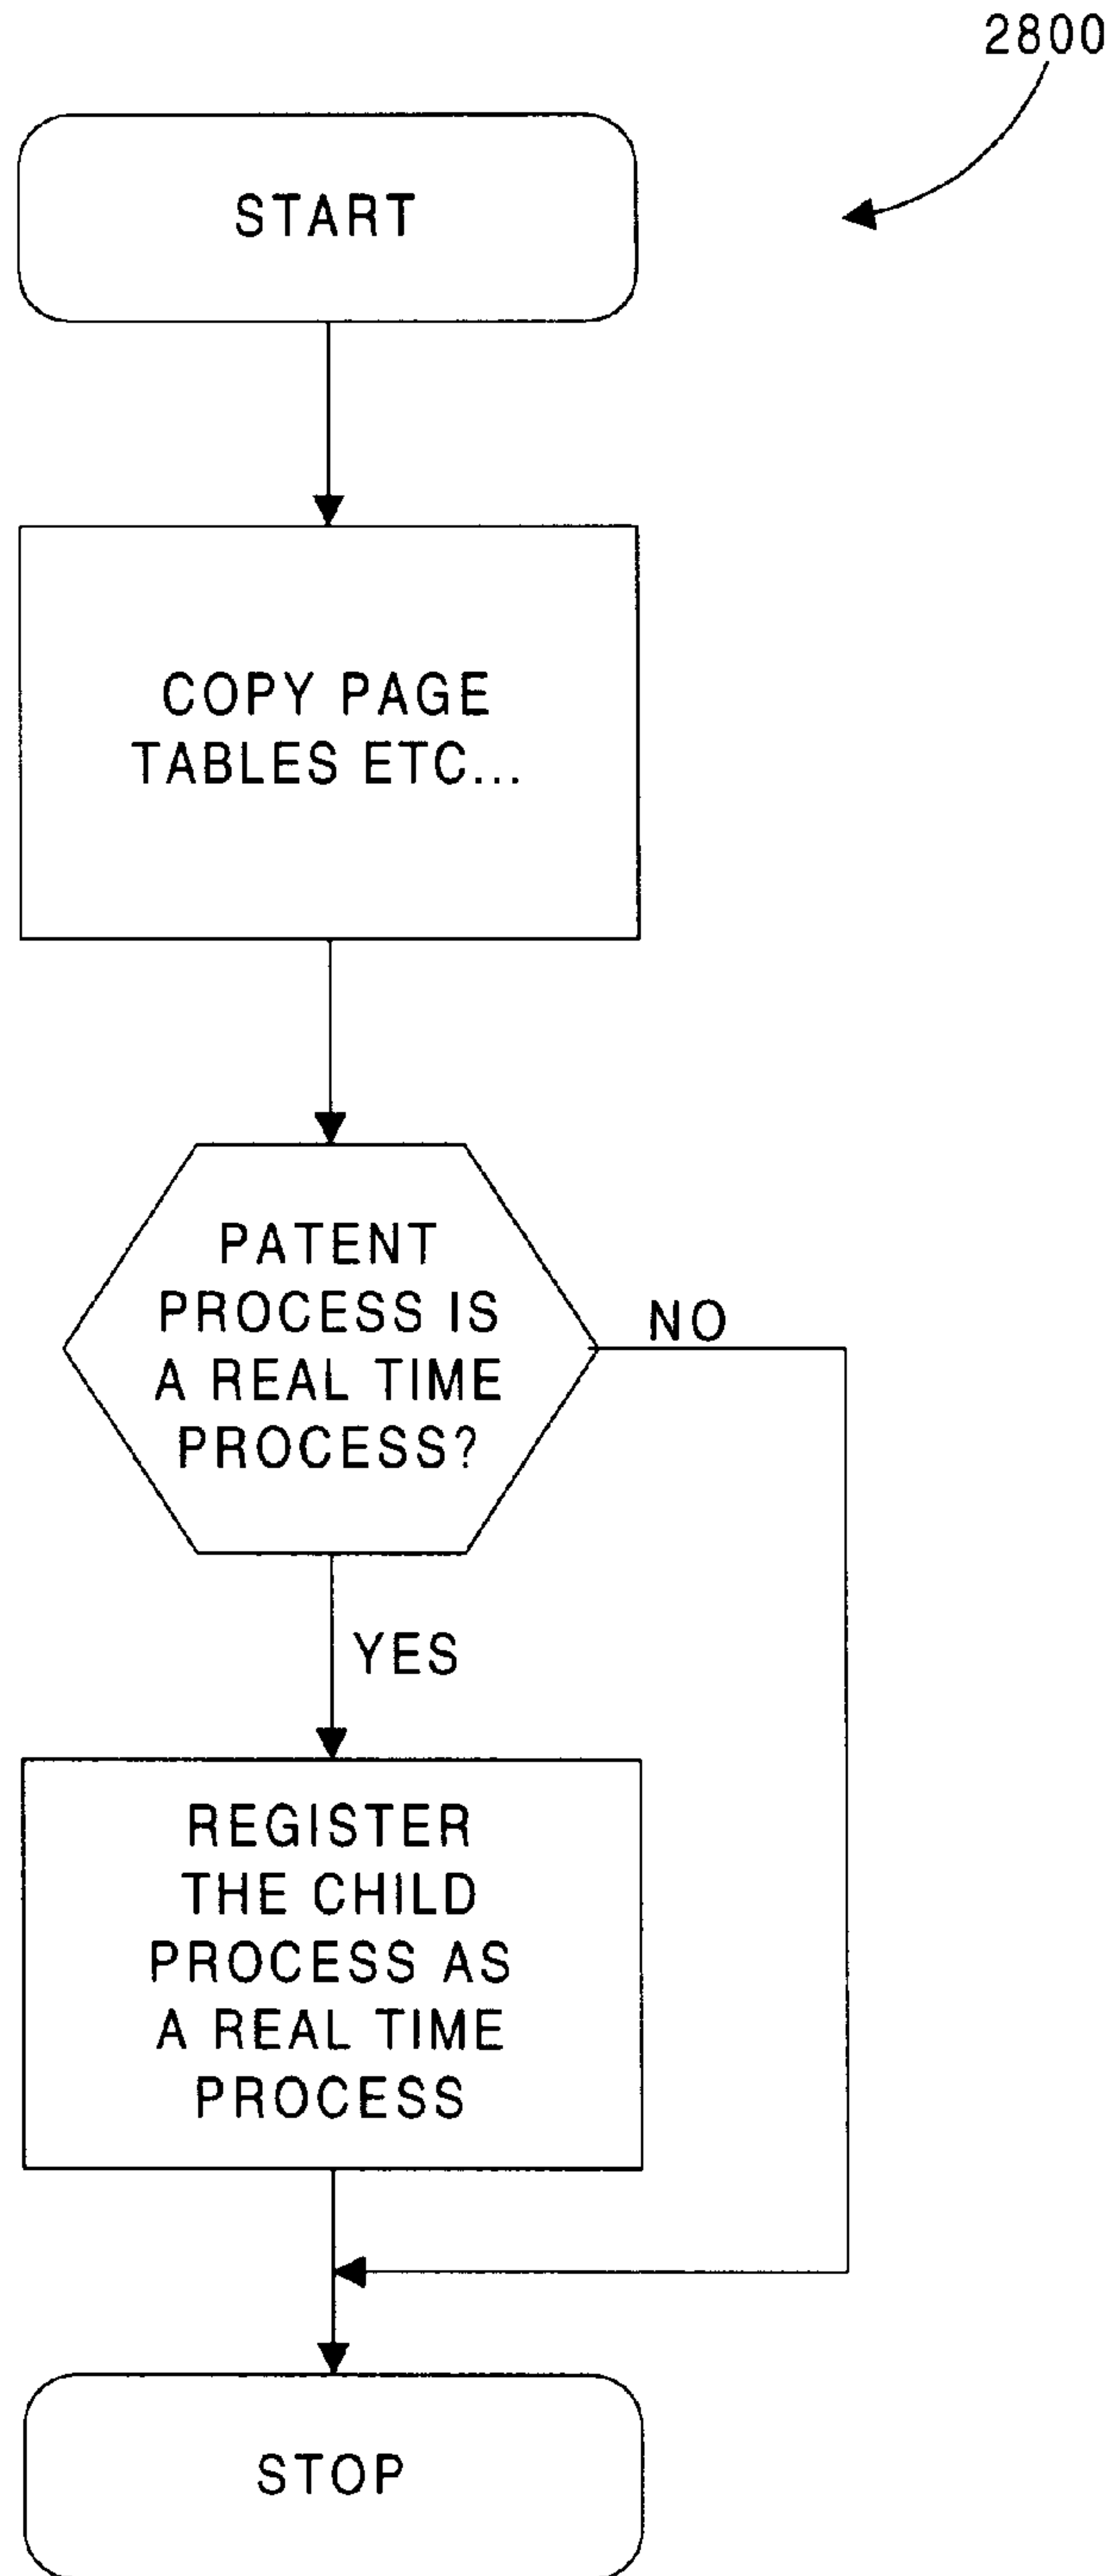 2800
START
COPY PAGE
TABLES ETC...
PATENT
PROCESS IS
A REAL TIME
PROCESS?
NO
YES
REGISTER
THE CHILD
PROCESS AS
A REAL TIME
PROCESS
STOP